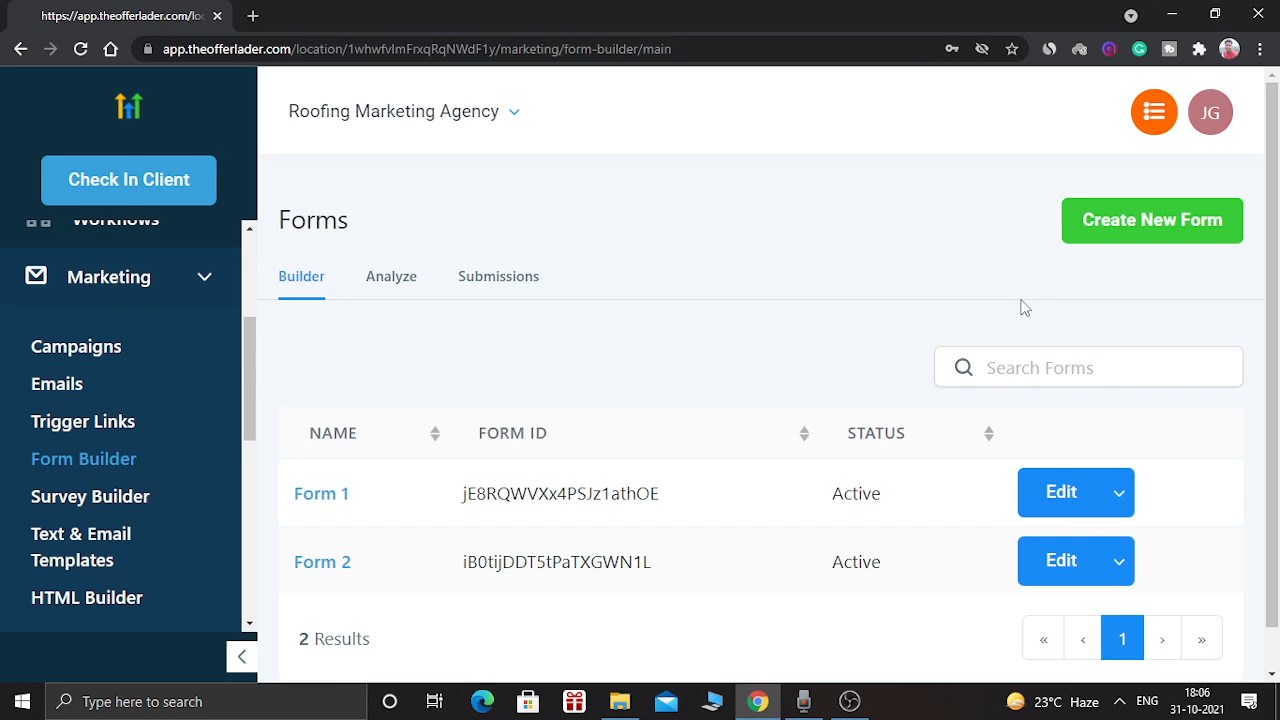 https://app.theofferlader.com/lo
app.theofferlader.com/location/1whwfvImFrxqRqNWdF1y/marketing/form-builder/main
Roofing Marketing Agency
JG
Check In Client
Workflows
Marketing
Campaigns
Emails
Trigger Links
Form Builder
Survey Builder
Text & Email
Templates
HTML Builder
Forms
Create New Form
Builder Analyze Submissions
Search Forms
NAME FORM ID STATUS
Form 1 jE8RQWVXx4PSJz1athOE Active Edit
Form 2 iB0tijDDT5tPaTXGWN1L Active Edit
2 Results
« ‹ 1 › »
Type here to search
23°C Haze
ENG
18:06
31-10-2021